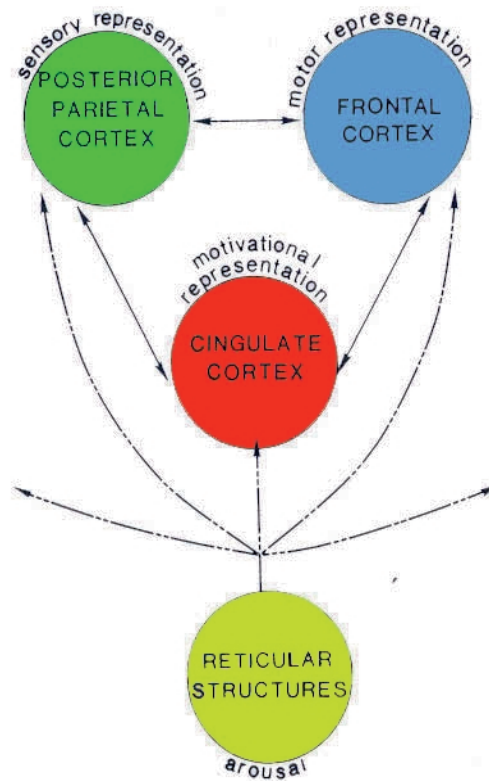 sensory representation
POSTERIOR
PARIETAL
CORTEX
motor representation
FRONTAL
CORTEX
motivational
representation
CINGULATE
CORTEX
RETICULAR
STRUCTURES
arousal